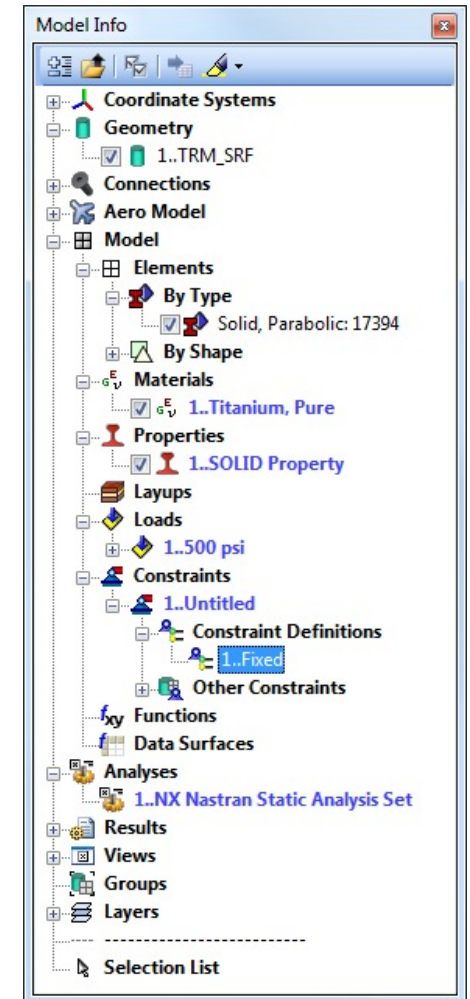 Model Info
Coordinate Systems
Geometry
1..TRM_SRF
Connections
Aero Model
Model
Elements
By Type
Solid, Parabolic: 17394
By Shape
Materials
1..Titanium, Pure
Properties
1..SOLID Property
Layups
Loads
1..500 psi
Constraints
1..Untitled
Constraint Definitions
1..Fixed
Other Constraints
Functions
Data Surfaces
Analyses
1..NX Nastran Static Analysis Set
Results
Views
Groups
Layers
Selection List